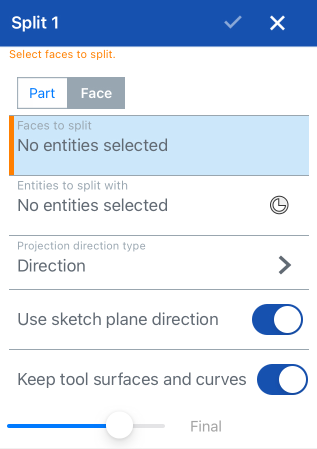 Split 1
Select faces to split.
Part Face
Faces to split
No entities selected
Entities to split with
No entities selected
Projection direction type
Direction
Use sketch plane direction
Keep tool surfaces and curves
Final